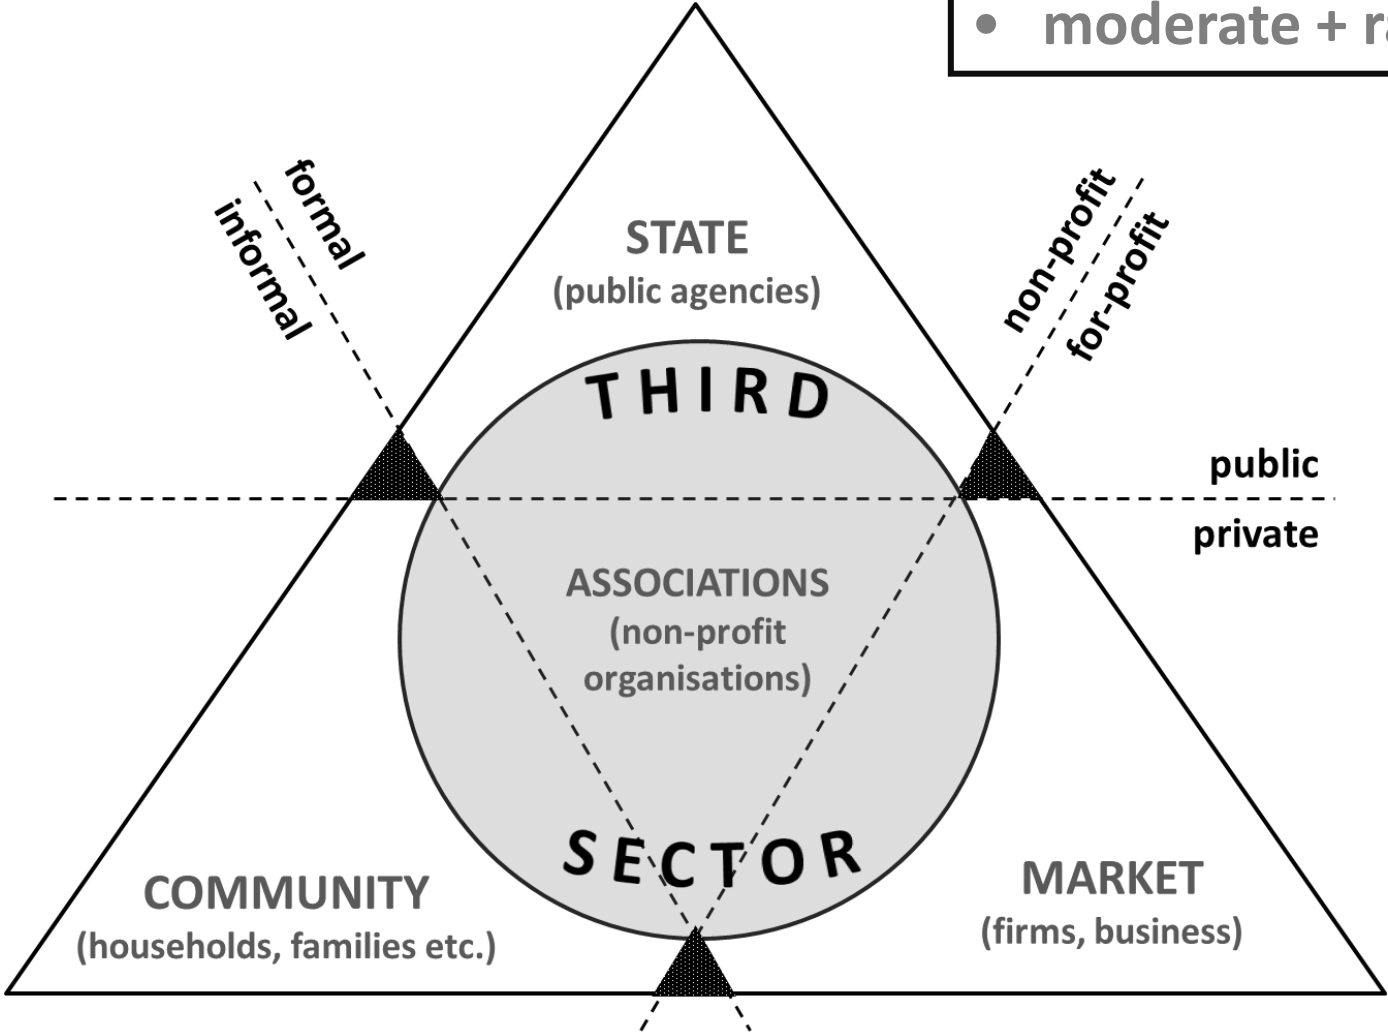 • moderate + ra
formal
informal
non-profit
for-profit
STATE
(public agencies)
THIRD
public
private
ASSOCIATIONS
(non-profit
organisations)
SECTOR
COMMUNITY
(households, families etc.)
MARKET
(firms, business)